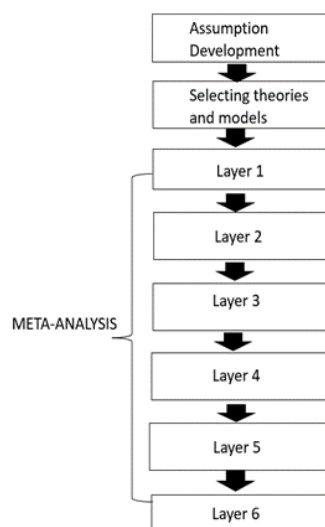 Assumption
Development
Selecting theories
and models
Layer 1
Layer 2
Layer 3
META-ANALYSIS
Layer 4
Layer 5
Layer 6